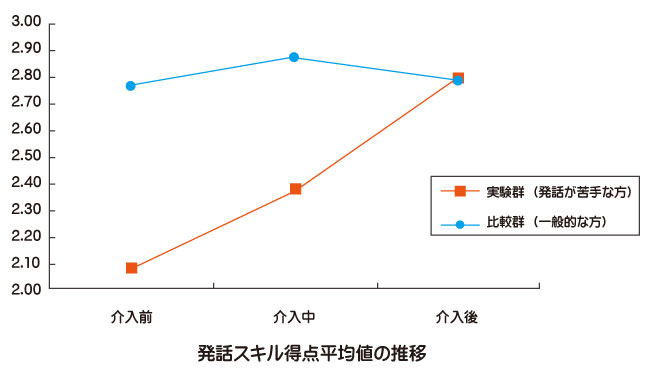 3.00
2.90
2.80
2.70
2.60
2.50
2.40
2.30
2.20
2.10
2.00
介入前
介入中
介入後
実験群（発話が苦手な方）
比較群（一般的な方）
発話スキル得点平均値の推移